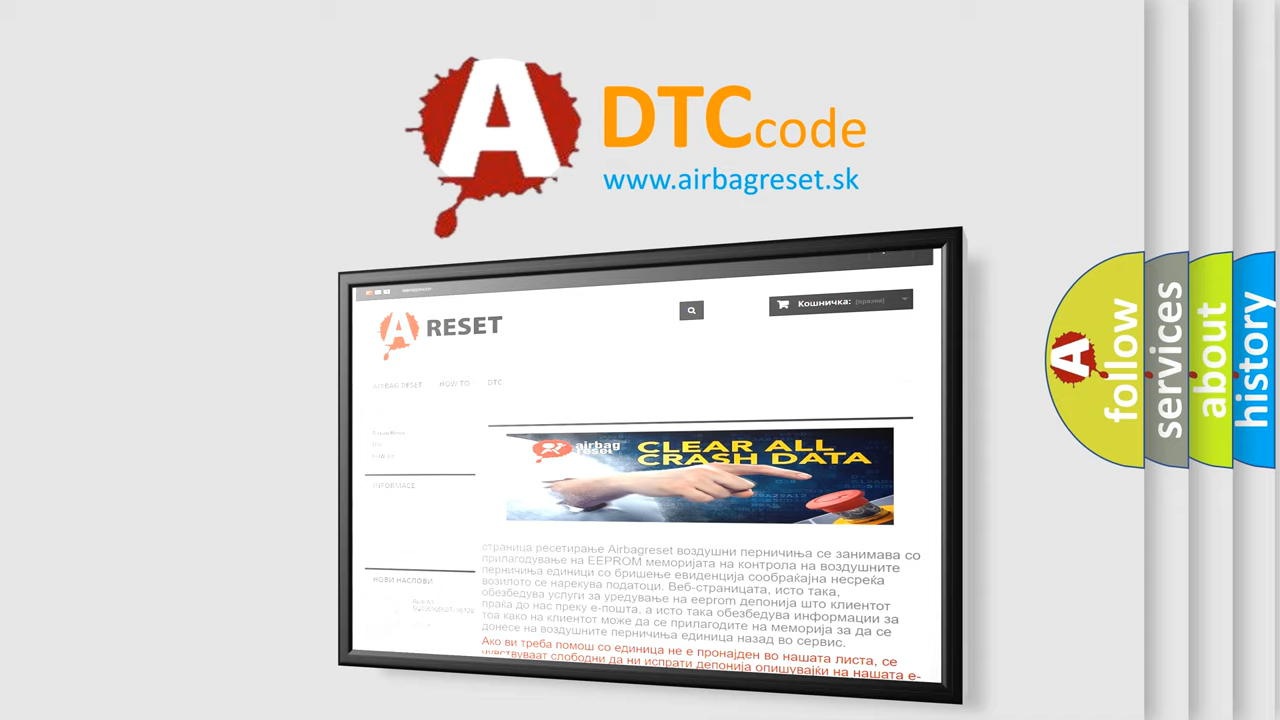 A
DTC code
www.airbagreset.sk
A RESET
Кошничка: (празни)
AIRBAG RESET HOW TO DTC
INFORMACE
НОВИ НАСЛОВИ
airbag
reset
CLEAR ALL
CRASH DATA
страница ресетирање Airbagreset воздушни перничиња се занимава со
прилагодување на EEPROM меморијата на контрола на воздушните
перничиња единици со бришење евиденција сообраќајна несреќа
возилото се нарекува податоци. Веб-страницата, исто така,
обезбедува услуги за уредување на eeprom депонија што клиентот
праќа до нас преку е-пошта, а исто така обезбедува информации за
тоа како на клиентот може да се прилагодите на меморија за да се
донесе на воздушните перничиња единица назад во сервис.
Ако ви треба помош со единица не е пронајден во нашата листа, се
чувствуваат слободни да ни испрати депонија опишувајќи на нашата е-
A
follow
services
about
history